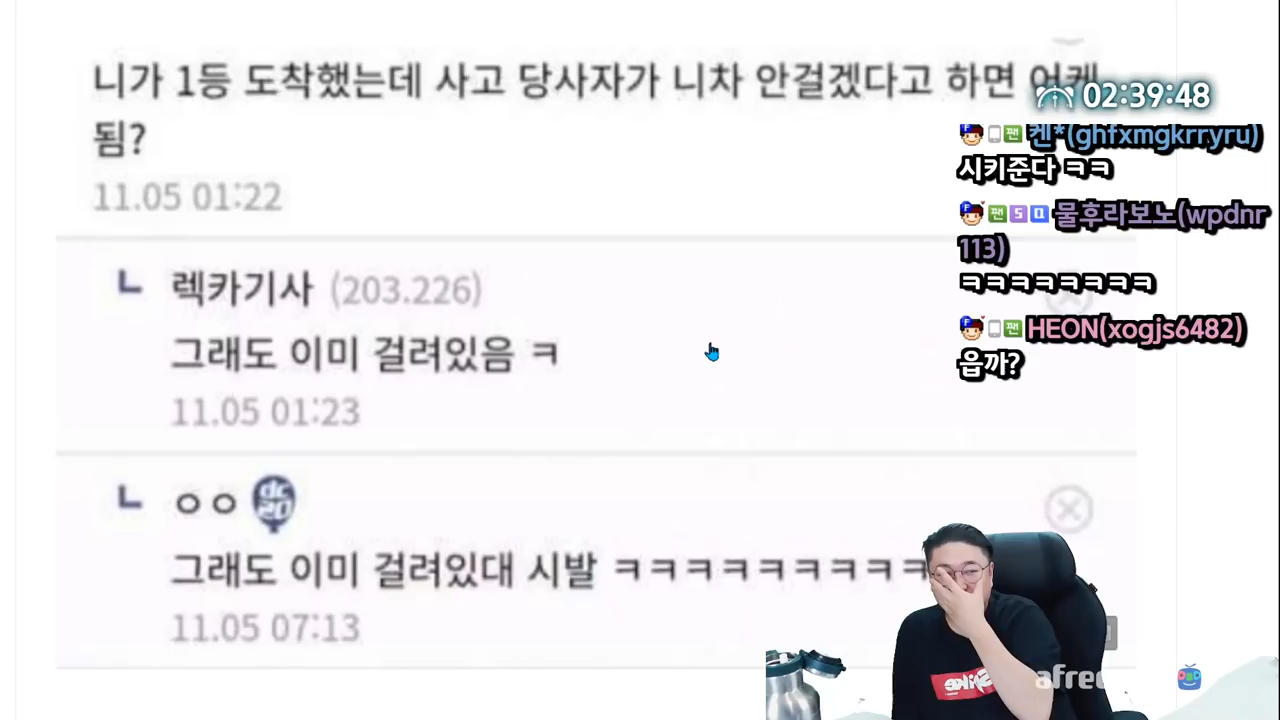 니가 1등 도착했는데 사고 당사자가 니차 안걸겠다고 하면 어케
됨?
11.05 01:22
ㄴ 렉카기사 (203.226)
그래도 이미 걸려있음 ㅋ
11.05 01:23
ㄴ ㅇㅇ
그래도 이미 걸려있대 시발 ㅋㅋㅋㅋㅋㅋㅋㅋㅋ
11.05 07:13
02:39:48
켄*(ghfxmgkrryru)
시키준다 ㅋㅋ
물후라보노(wpdnr
113)
ㅋㅋㅋㅋㅋㅋㅋㅋ
HEON(xogjs6482)
읍까?